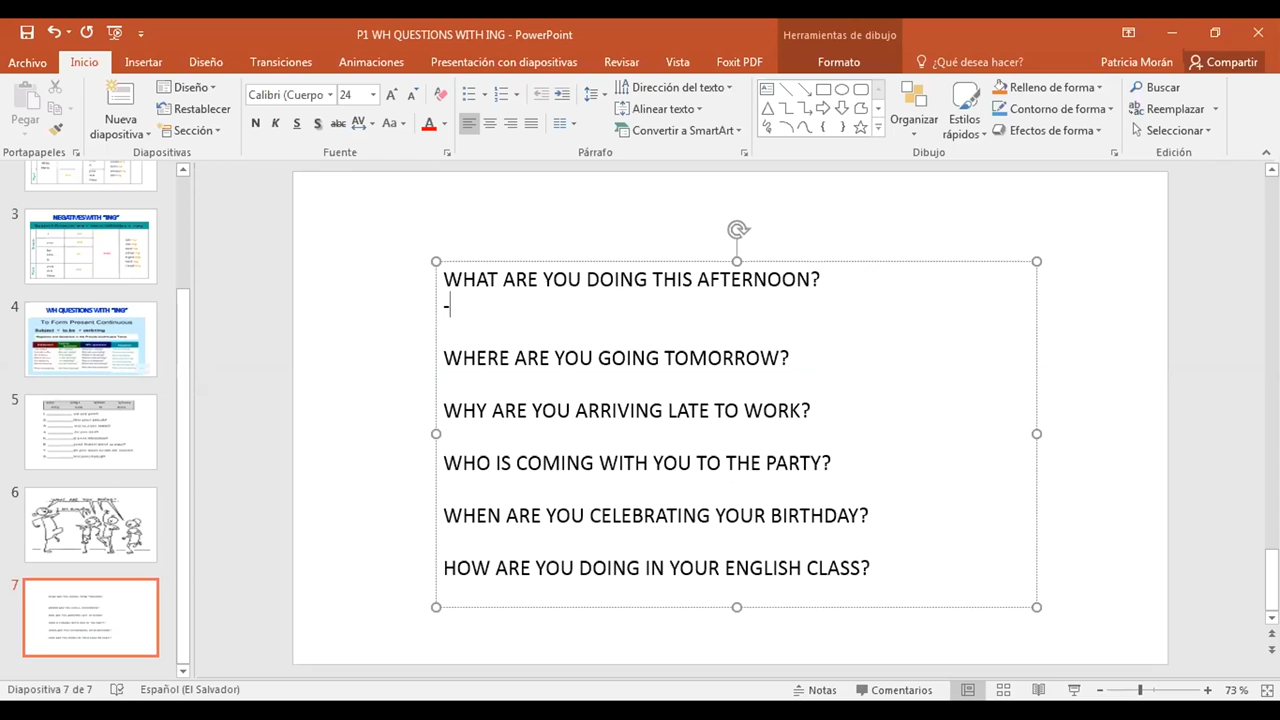 P1 WH QUESTIONS WITH ING - PowerPoint
Herramientas de dibujo
Archivo
Inicio
Insertar
Diseño
Transiciones
Animaciones
Presentación con diapositivas
Revisar
Vista
Foxit PDF
Formato
¿Qué desea hacer?
Patricia Morán
Compartir
Pegar
Nueva
diapositiva
Diseño
Restablecer
Sección
Calibri (Cuerpo
24
N K S S abc AV Aa A
Dirección del texto
Alinear texto
Convertir a SmartArt
Organizar
Estilos
rápidos
Relleno de forma
Contorno de forma
Efectos de forma
Buscar
Reemplazar
Seleccionar
Portapapeles
Diapositivas
Fuente
Párrafo
Dibujo
Edición
3
NEGATIVES WITH "ING"
4
WH QUESTIONS WITH "ING"
To Form Present Continuous
5
6
7
WHAT ARE YOU DOING THIS AFTERNOON?
-
WHERE ARE YOU GOING TOMORROW?
WHY ARE YOU ARRIVING LATE TO WORK?
WHO IS COMING WITH YOU TO THE PARTY?
WHEN ARE YOU CELEBRATING YOUR BIRTHDAY?
HOW ARE YOU DOING IN YOUR ENGLISH CLASS?
Diapositiva 7 de 7
Español (El Salvador)
Notas
Comentarios
73 %